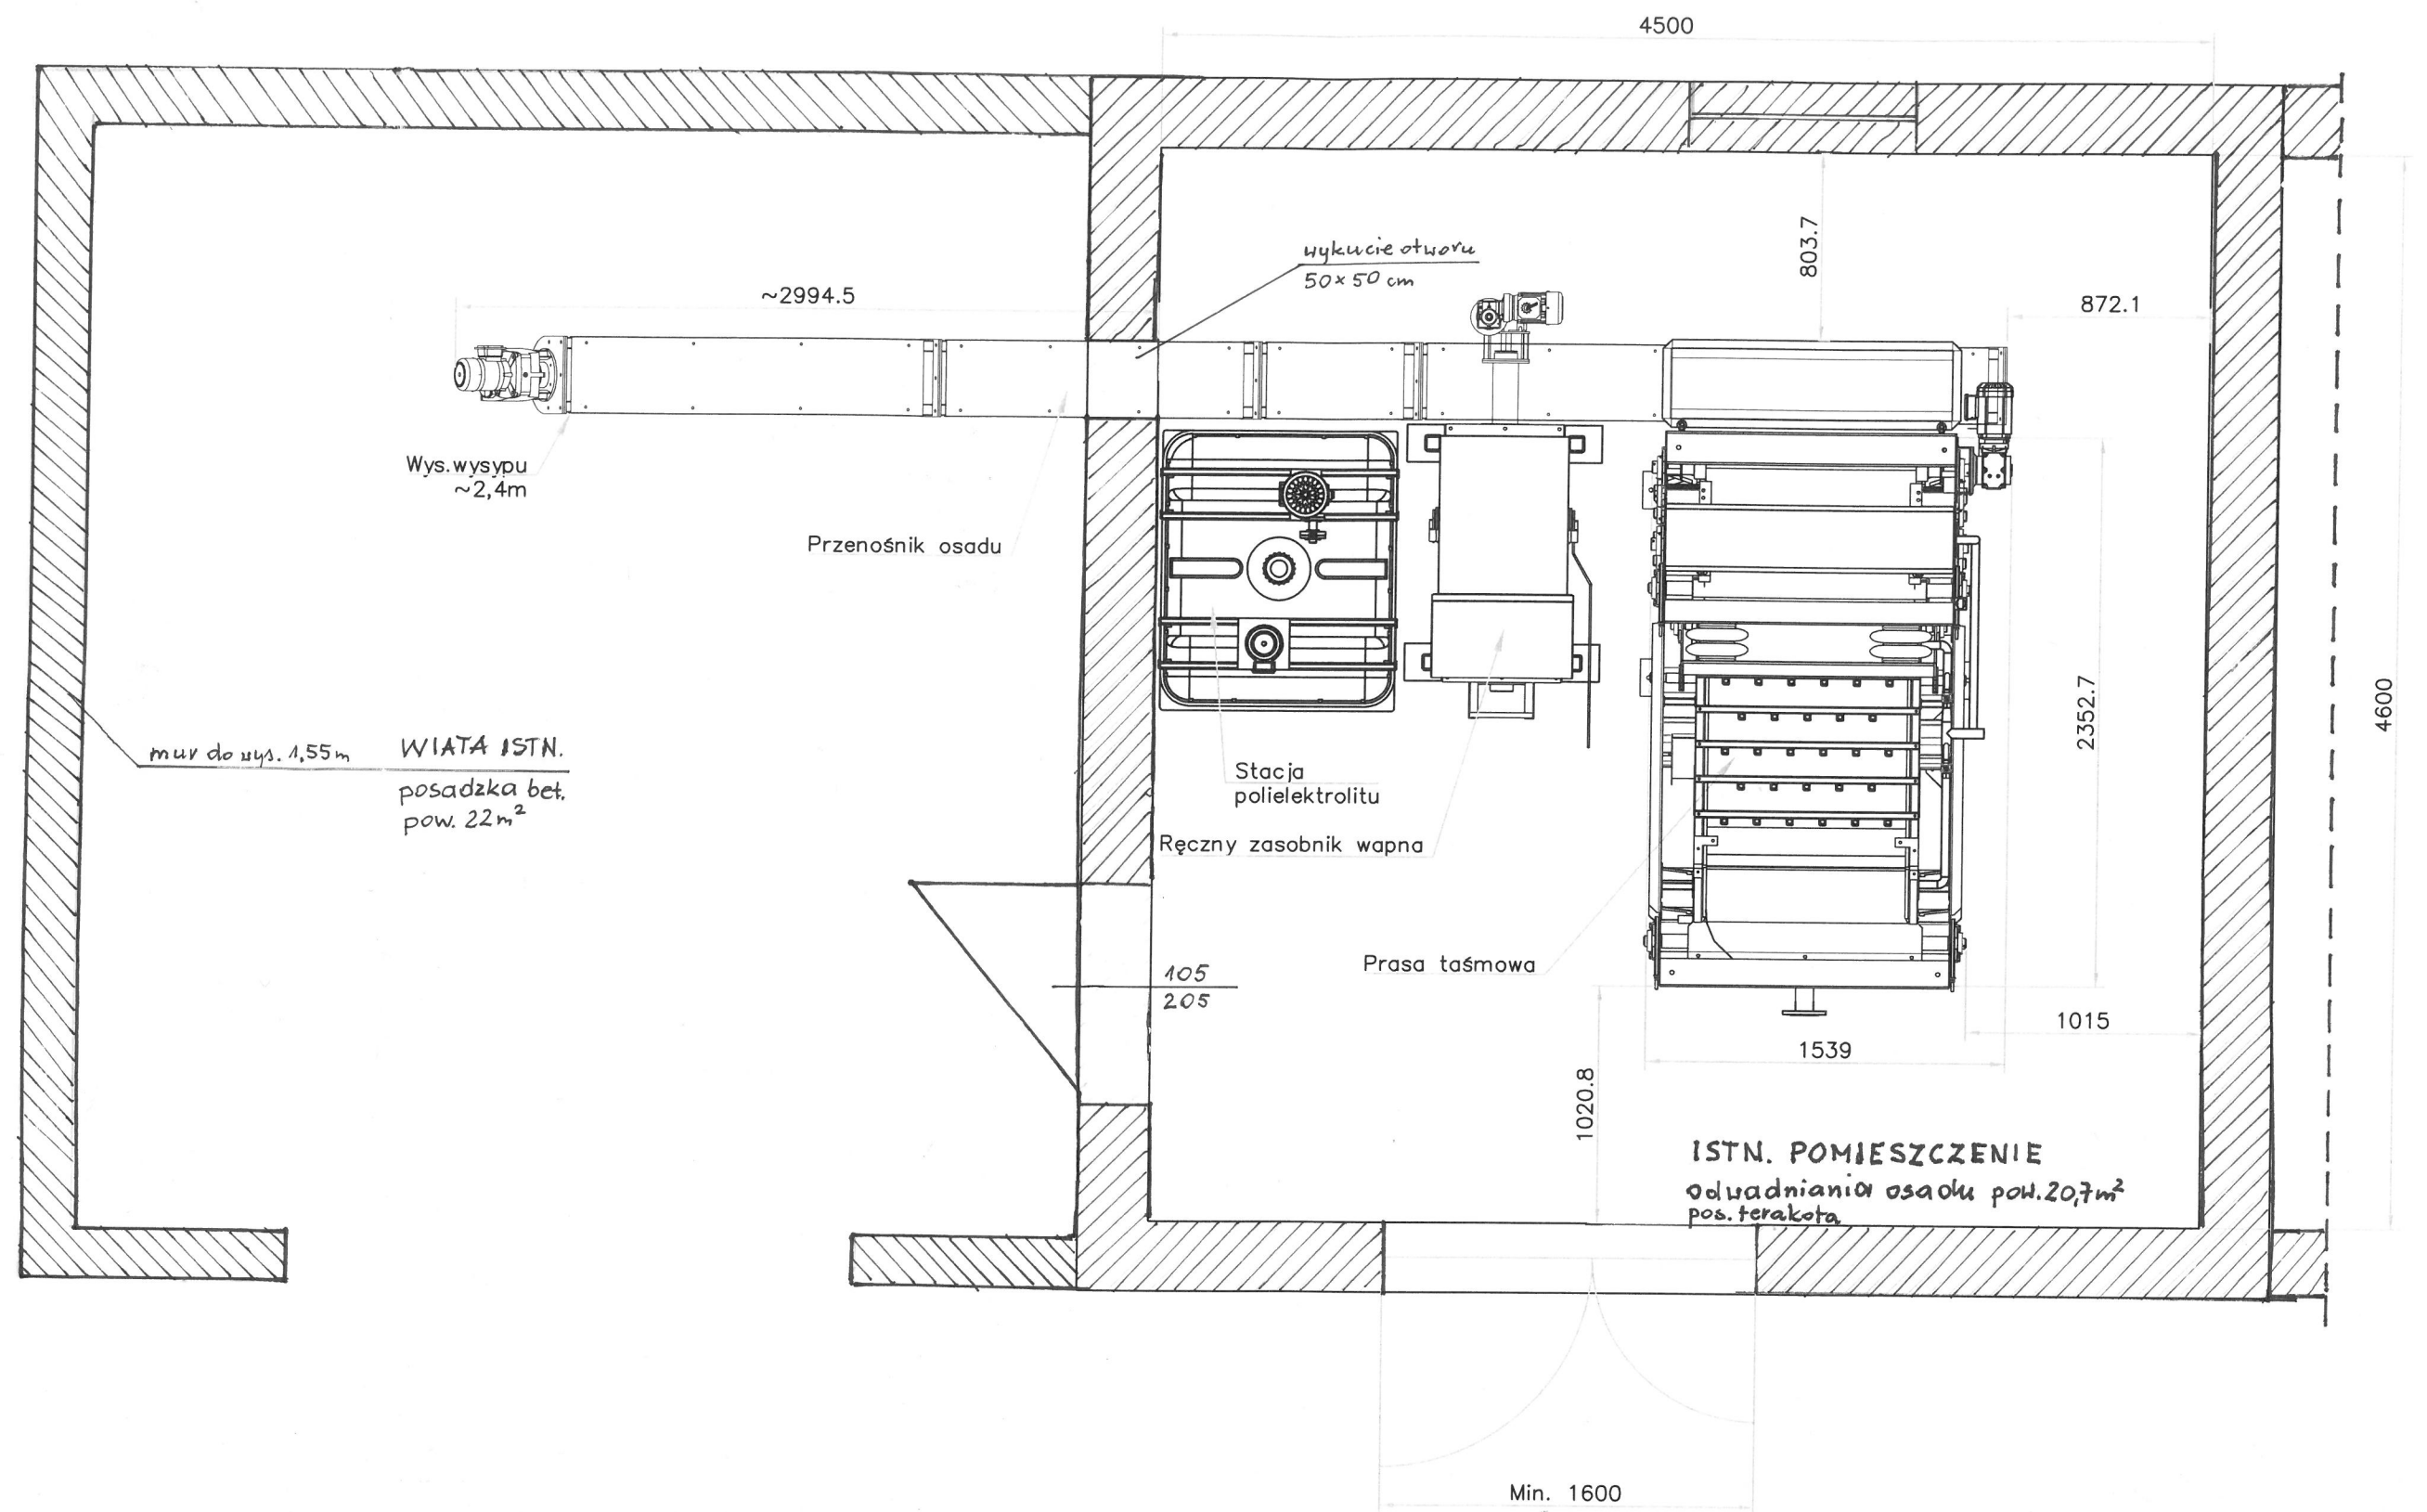 4500
wykucie otworu
50 x 50 cm
803.7
~2994.5
872.1
Wys. wysypu
~2,4m
Przenośnik osadu
4600
2352.7
mur do wys. 1,55m
WIATA ISTN.
posadzka bet.
pow. 22m²
Stacja
polielektrolitu
Ręczny zasobnik wapna
Prasa taśmowa
105
205
1015
1539
1020.8
ISTN. POMIESZCZENIE
odwadniania osadu pow. 20,7m²
pos. terakota
Min. 1600